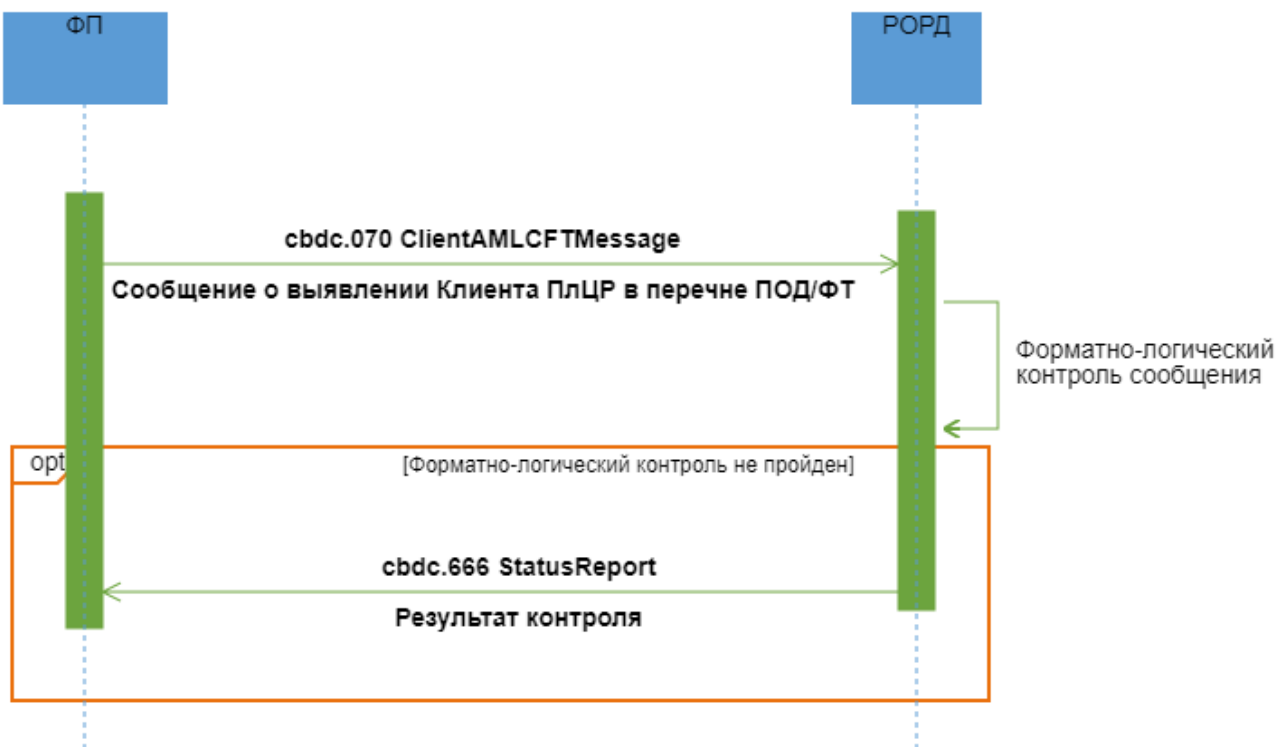 ФП
РОРД
cbdc.070 ClientAMLCFTMessage
Сообщение о выявлении Клиента ПлЦР в перечне ПОД/ФТ
Форматно-логический
контроль сообщения
opt
[Форматно-логический контроль не пройден]
cbdc.666 StatusReport
Результат контроля